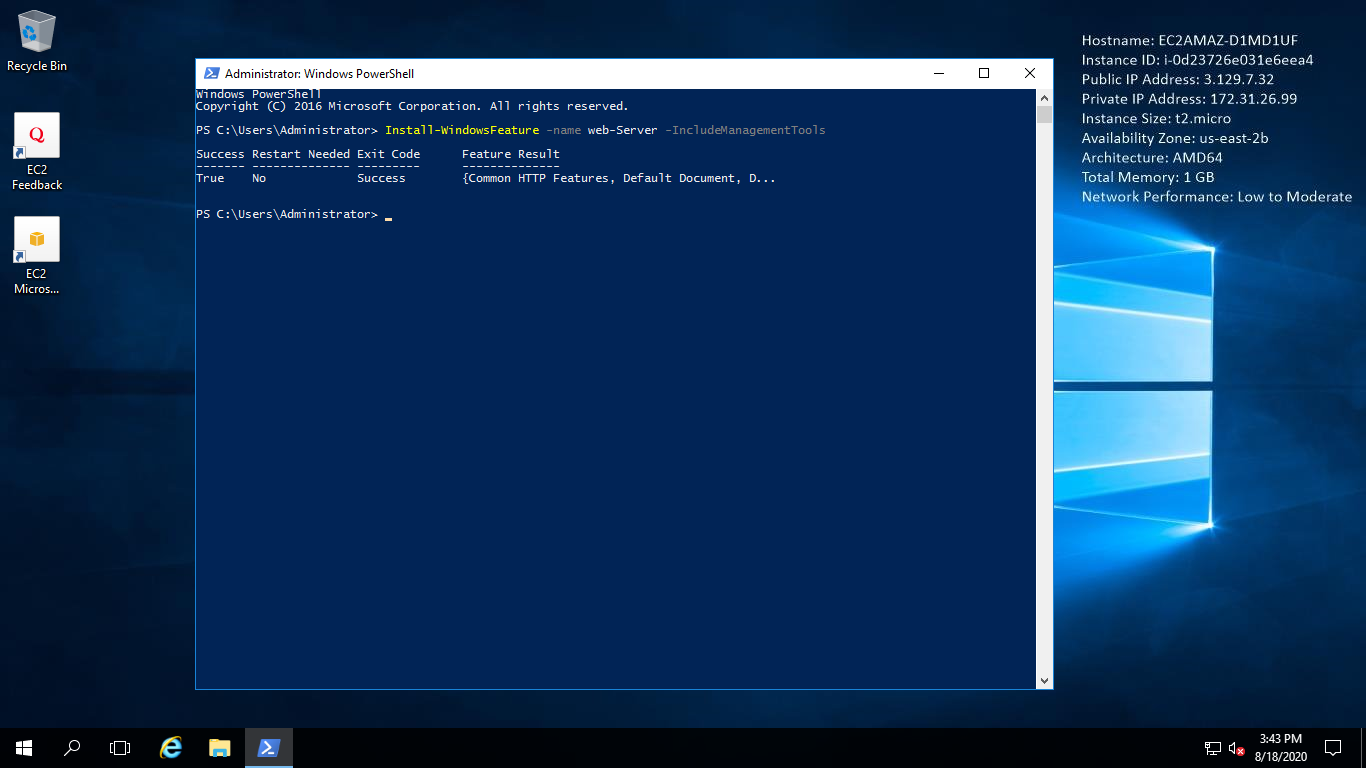 Recycle Bin
EC2
Feedback
EC2
Micros...
Administrator: Windows PowerShell
Windows PowerShell
Copyright (C) 2016 Microsoft Corporation. All rights reserved.
PS C:\Users\Administrator> Install-WindowsFeature -name web-Server -IncludeManagementTools
Success Restart Needed Exit Code      Feature Result
------- -------------- ---------      --------------
True    No             Success        {Common HTTP Features, Default Document, D...
PS C:\Users\Administrator> _
Hostname: EC2AMAZ-D1MD1UF
Instance ID: i-0d23726e031e6eea4
Public IP Address: 3.129.7.32
Private IP Address: 172.31.26.99
Instance Size: t2.micro
Availability Zone: us-east-2b
Architecture: AMD64
Total Memory: 1 GB
Network Performance: Low to Moderate
3:43 PM
8/18/2020